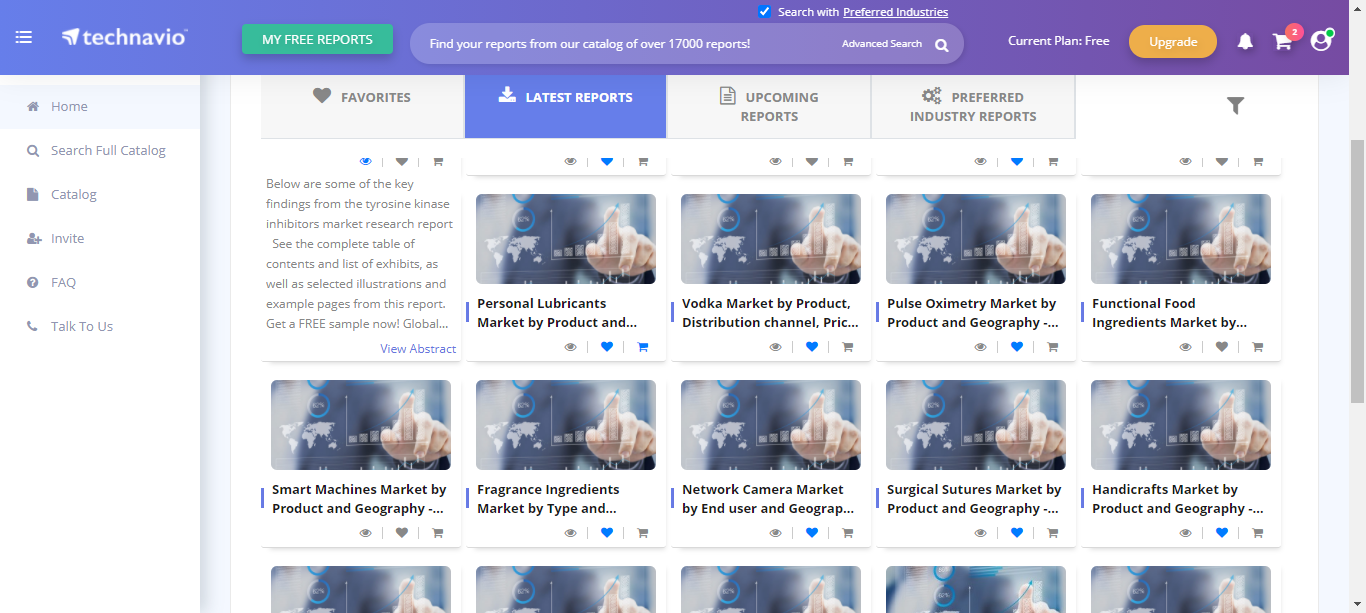 Search with Preferred Industries
technavio
MY FREE REPORTS
Find your reports from our catalog of over 17000 reports!
Advanced Search
Current Plan: Free
Upgrade
2
Home
Search Full Catalog
Catalog
Invite
FAQ
Talk To Us
FAVORITES
LATEST REPORTS
UPCOMING
REPORTS
PREFERRED
INDUSTRY REPORTS
Below are some of the key
findings from the tyrosine kinase
inhibitors market research report
See the complete table of
contents and list of exhibits, as
well as selected illustrations and
example pages from this report.
Get a FREE sample now! Global...
View Abstract
Personal Lubricants
Market by Product and...
Vodka Market by Product,
Distribution channel, Pric...
Pulse Oximetry Market by
Product and Geography -...
Functional Food
Ingredients Market by...
Smart Machines Market by
Product and Geography -...
Fragrance Ingredients
Market by Type and...
Network Camera Market
by End user and Geograp...
Surgical Sutures Market by
Product and Geography -...
Handicrafts Market by
Product and Geography -...